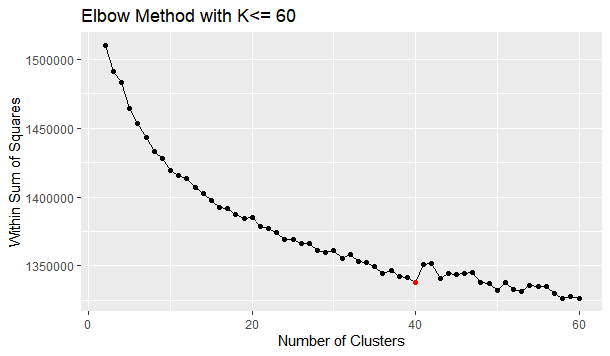 Elbow Method with K<= 60
1500000
1450000
1400000
1350000
Within Sum of Squares
0 20 40 60
Number of Clusters